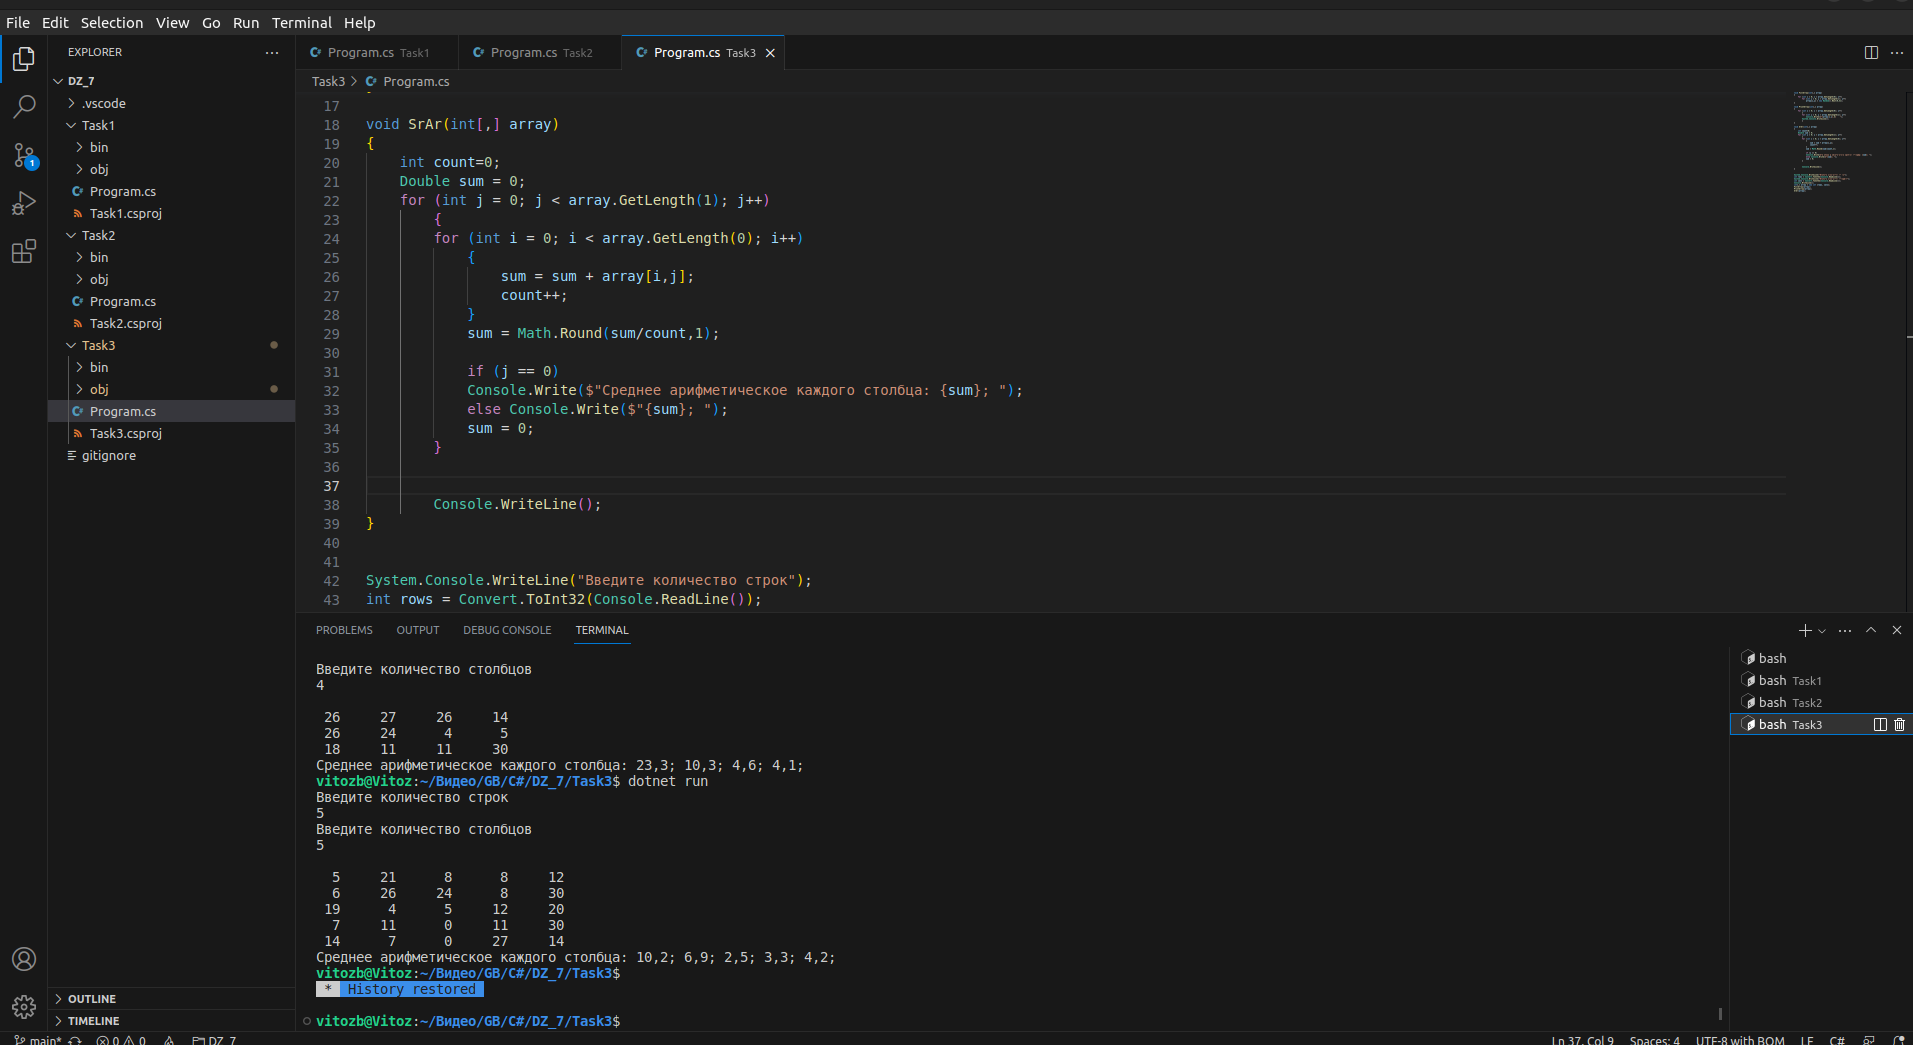 File Edit Selection View Go Run Terminal Help
EXPLORER ···
DZ_7
.vscode
Task1
bin
obj
Program.cs
Task1.csproj
Task2
bin
obj
Program.cs
Task2.csproj
Task3
bin
obj
Program.cs
Task3.csproj
gitignore
OUTLINE
TIMELINE
1
Program.cs Task1
Program.cs Task2
Program.cs Task3
Task3 > Program.cs
17
18 void SrAr(int[,] array)
19 {
20 int count=0;
21 Double sum = 0;
22 for (int j = 0; j < array.GetLength(1); j++)
23 {
24 for (int i = 0; i < array.GetLength(0); i++)
25 {
26 sum = sum + array[i,j];
27 count++;
28 }
29 sum = Math.Round(sum/count,1);
30
31 if (j == 0)
32 Console.Write($"Среднее арифметическое каждого столбца: {sum}; ");
33 else Console.Write($"{sum}; ");
34 sum = 0;
35 }
36
37
38 Console.WriteLine();
39 }
40
41
42 System.Console.WriteLine("Введите количество строк");
43 int rows = Convert.ToInt32(Console.ReadLine());
PROBLEMS OUTPUT DEBUG CONSOLE TERMINAL
Введите количество столбцов
4
26 27 26 14
26 24 4 5
18 11 11 30
Среднее арифметическое каждого столбца: 23,3; 10,3; 4,6; 4,1;
vitozb@Vitoz:~/Видео/GB/C#/DZ_7/Task3$ dotnet run
Введите количество строк
5
Введите количество столбцов
5
5 21 8 8 12
6 26 24 8 30
19 4 5 12 20
7 11 0 11 30
14 7 0 27 14
Среднее арифметическое каждого столбца: 10,2; 6,9; 2,5; 3,3; 4,2;
vitozb@Vitoz:~/Видео/GB/C#/DZ_7/Task3$
* History restored
vitozb@Vitoz:~/Видео/GB/C#/DZ_7/Task3$
bash
bash Task1
bash Task2
bash Task3
main* 0 0 DZ_7 Ln 37, Col 9 Spaces: 4 UTF-8 with BOM LF C#